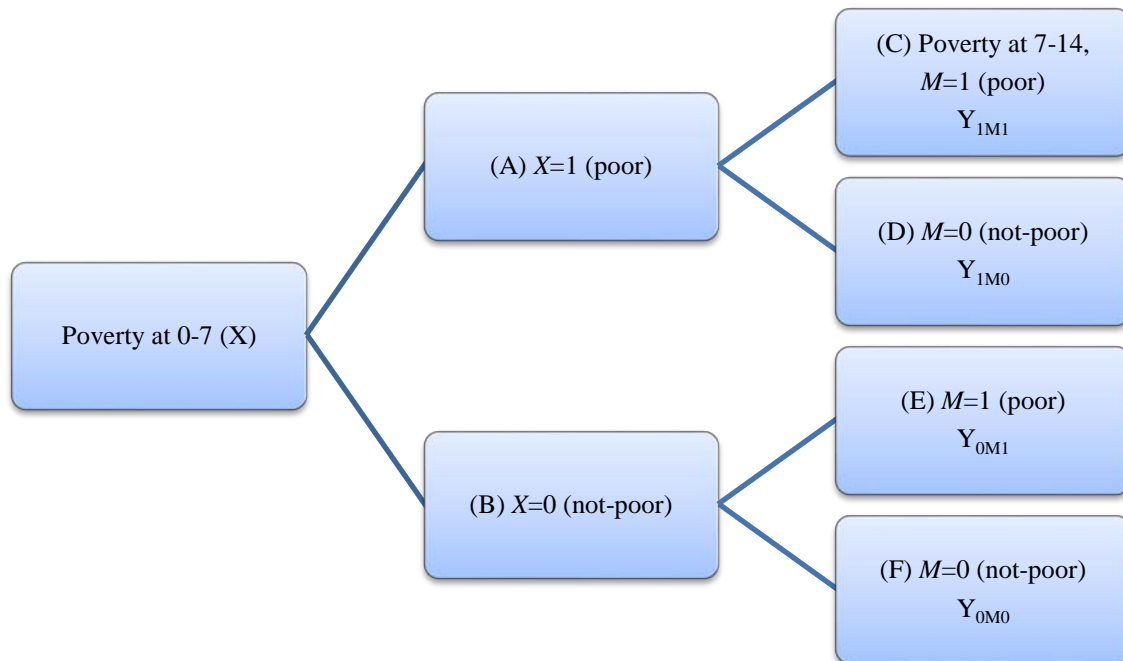 Poverty at 0-7 (X)
(A) X=1 (poor)
(B) X=0 (not-poor)
(C) Poverty at 7-14,
M=1 (poor)
Y1M1
(D) M=0 (not-poor)
Y1M0
(E) M=1 (poor)
Y0M1
(F) M=0 (not-poor)
Y0M0